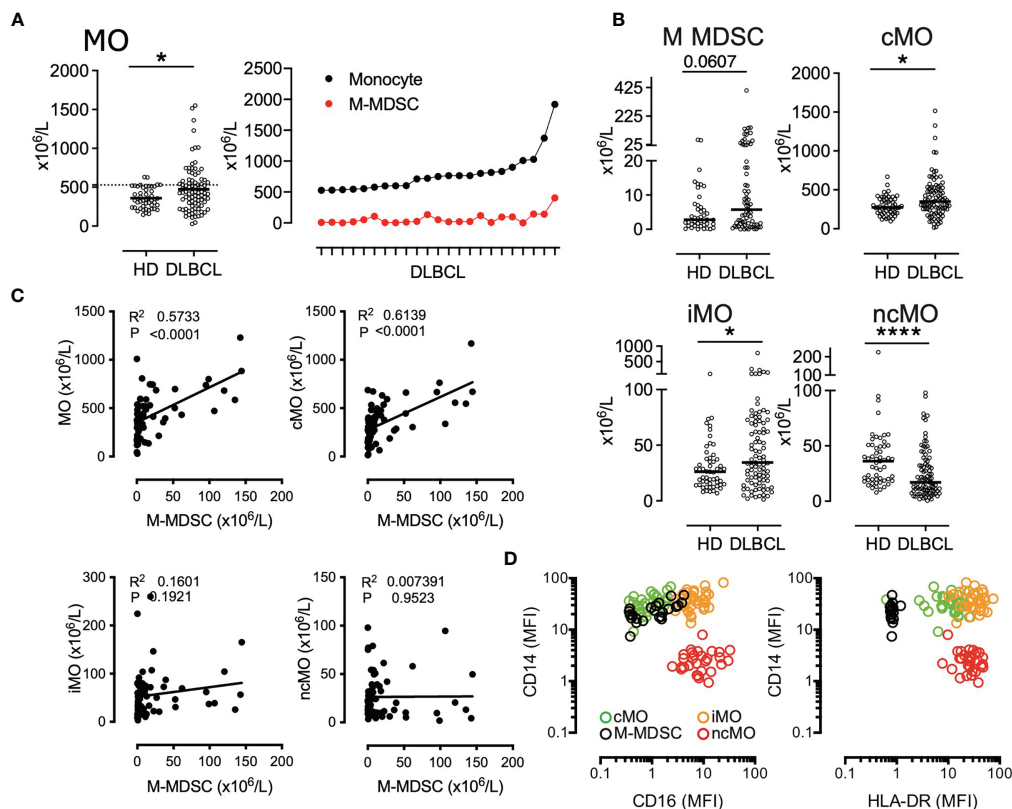 A
MO
*
2000
1500
1000
500
0
x10⁶/L
HD DLBCL
2500
2000
1500
1000
500
0
x10⁶/L
Monocyte
M-MDSC
DLBCL
B
M MDSC
0.0607
425
225
25
20
10
0
x10⁶/L
HD DLBCL
cMO
*
2000
1500
1000
500
0
x10⁶/L
HD DLBCL
iMO
*
1000
500
100
50
0
x10⁶/L
HD DLBCL
ncMO
****
200
100
100
50
0
x10⁶/L
HD DLBCL
C
R² 0.5733
P <0.0001
1500
1000
500
0
MO (x10⁶/L)
0 50 100 150 200
M-MDSC (x10⁶/L)
R² 0.6139
P <0.0001
1500
1000
500
0
cMO (x10⁶/L)
0 50 100 150 200
M-MDSC (x10⁶/L)
R² 0.1601
P 0.1921
300
200
100
0
iMO (x10⁶/L)
0 50 100 150 200
M-MDSC (x10⁶/L)
R² 0.007391
P 0.9523
150
100
50
0
ncMO (x10⁶/L)
0 50 100 150 200
M-MDSC (x10⁶/L)
D
100
10
1
0.1
CD14 (MFI)
cMO iMO
M-MDSC ncMO
0.1 1 10 100
CD16 (MFI)
100
10
1
0.1
CD14 (MFI)
0.1 1 10 100
HLA-DR (MFI)